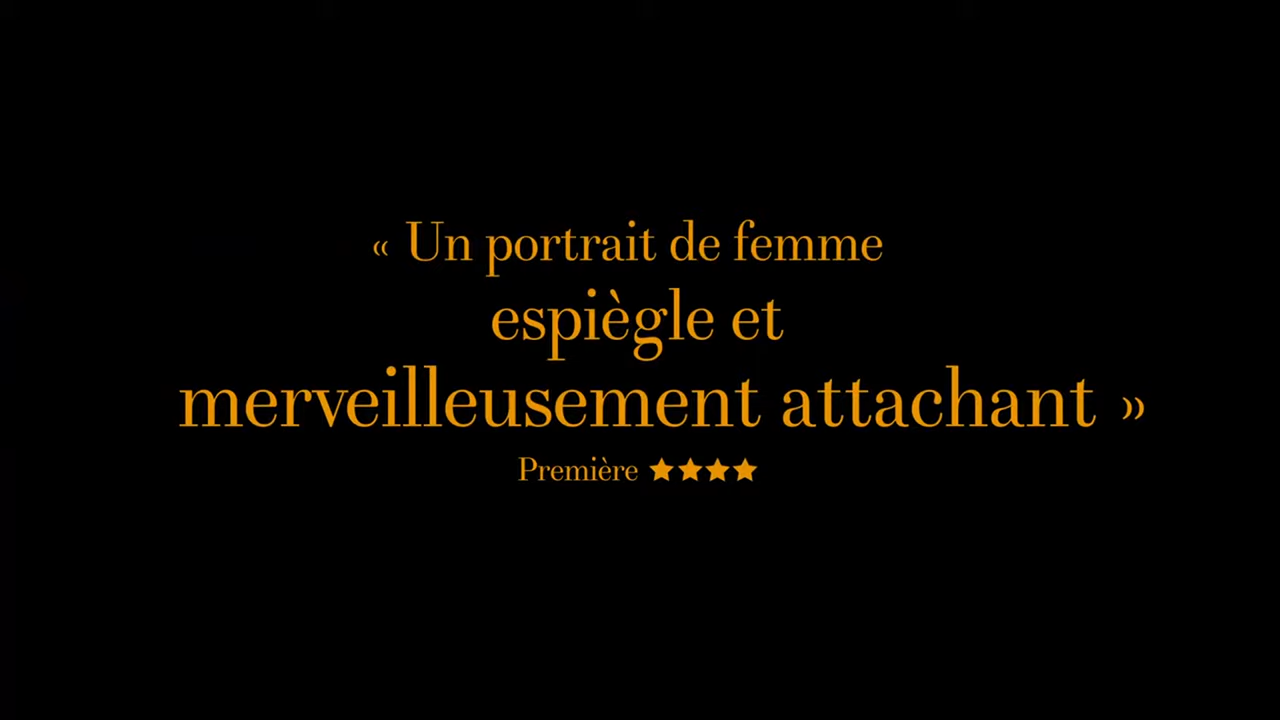 « Un portrait de femme
espiègle et
merveilleusement attachant »
Première ★★★★